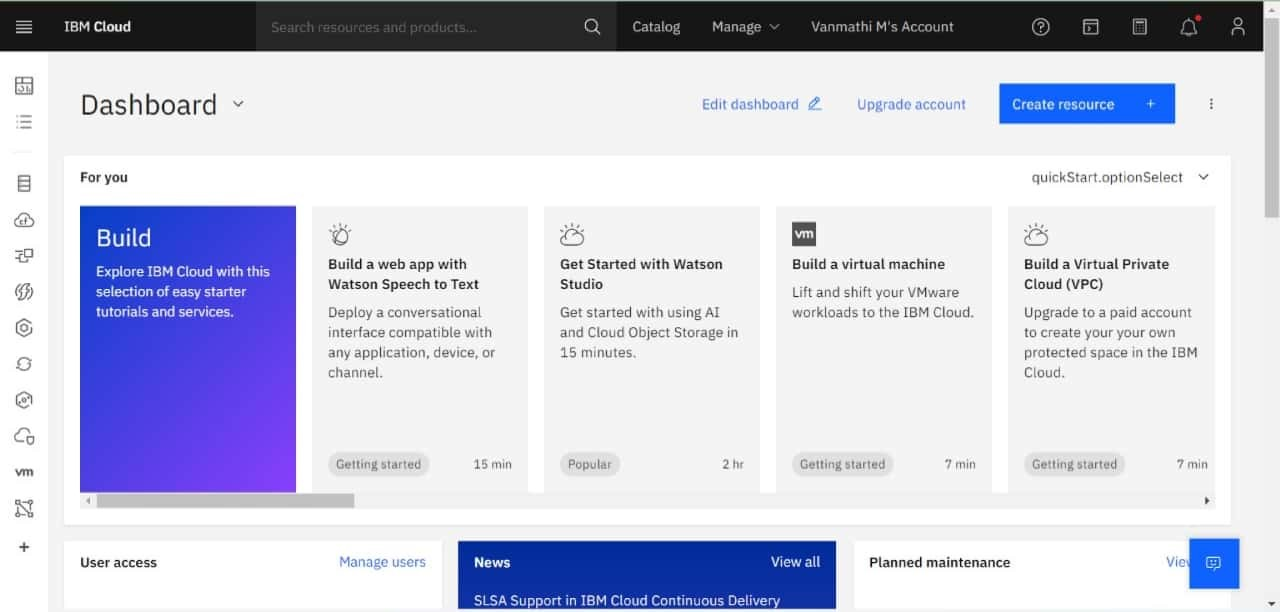 IBM Cloud
Search resources and products...
Catalog
Manage
Vanmathi M's Account
Dashboard
Edit dashboard
Upgrade account
Create resource +
For you
quickStart.optionSelect
Build
Explore IBM Cloud with this
selection of easy starter
tutorials and services.
Build a web app with
Watson Speech to Text
Deploy a conversational
interface compatible with
any application, device, or
channel.
Getting started
15 min
Get Started with Watson
Studio
Get started with using AI
and Cloud Object Storage in
15 minutes.
Popular
2 hr
vm
Build a virtual machine
Lift and shift your VMware
workloads to the IBM Cloud.
Getting started
7 min
Build a Virtual Private
Cloud (VPC)
Upgrade to a paid account
to create your your own
protected space in the IBM
Cloud.
Getting started
7 min
cf
vm
User access
Manage users
News
View all
SLSA Support in IBM Cloud Continuous Delivery
Planned maintenance